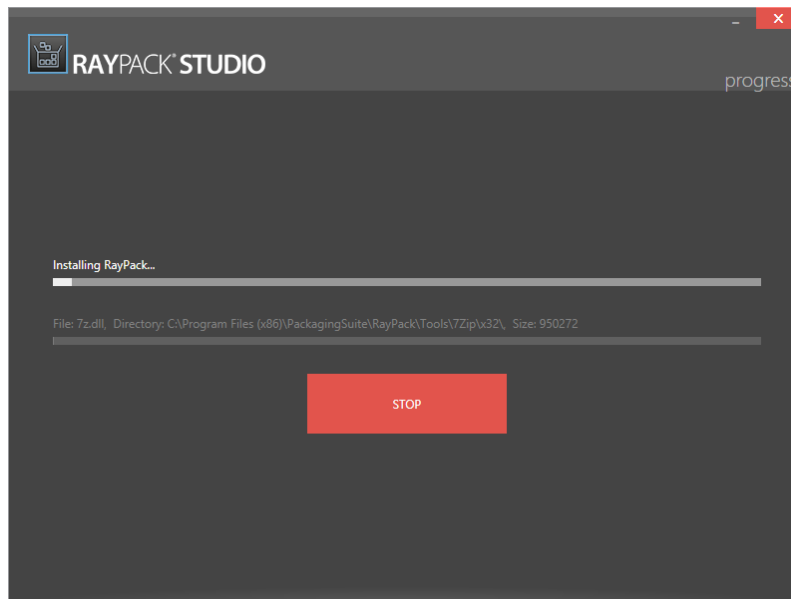 RAYPACK® STUDIO
progress
Installing RayPack...
File: 7z.dll, Directory: C:\Program Files (x86)\PackagingSuite\RayPack\Tools\7Zip\x32\, Size: 950272
STOP